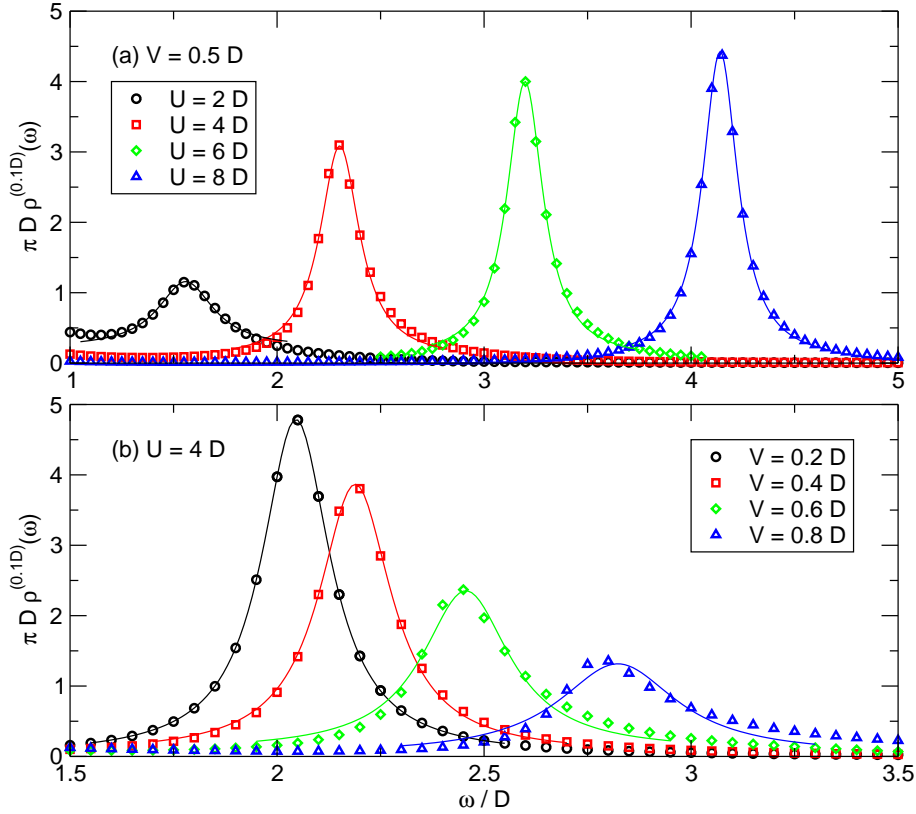 5
4
3
2
1
0
π D ρ^(0.1D)(ω)
(a) V = 0.5 D
U = 2 D
U = 4 D
U = 6 D
U = 8 D
1 2 3 4 5
5
4
3
2
1
0
π D ρ^(0.1D)(ω)
(b) U = 4 D
V = 0.2 D
V = 0.4 D
V = 0.6 D
V = 0.8 D
1.5 2 2.5 3 3.5
ω / D